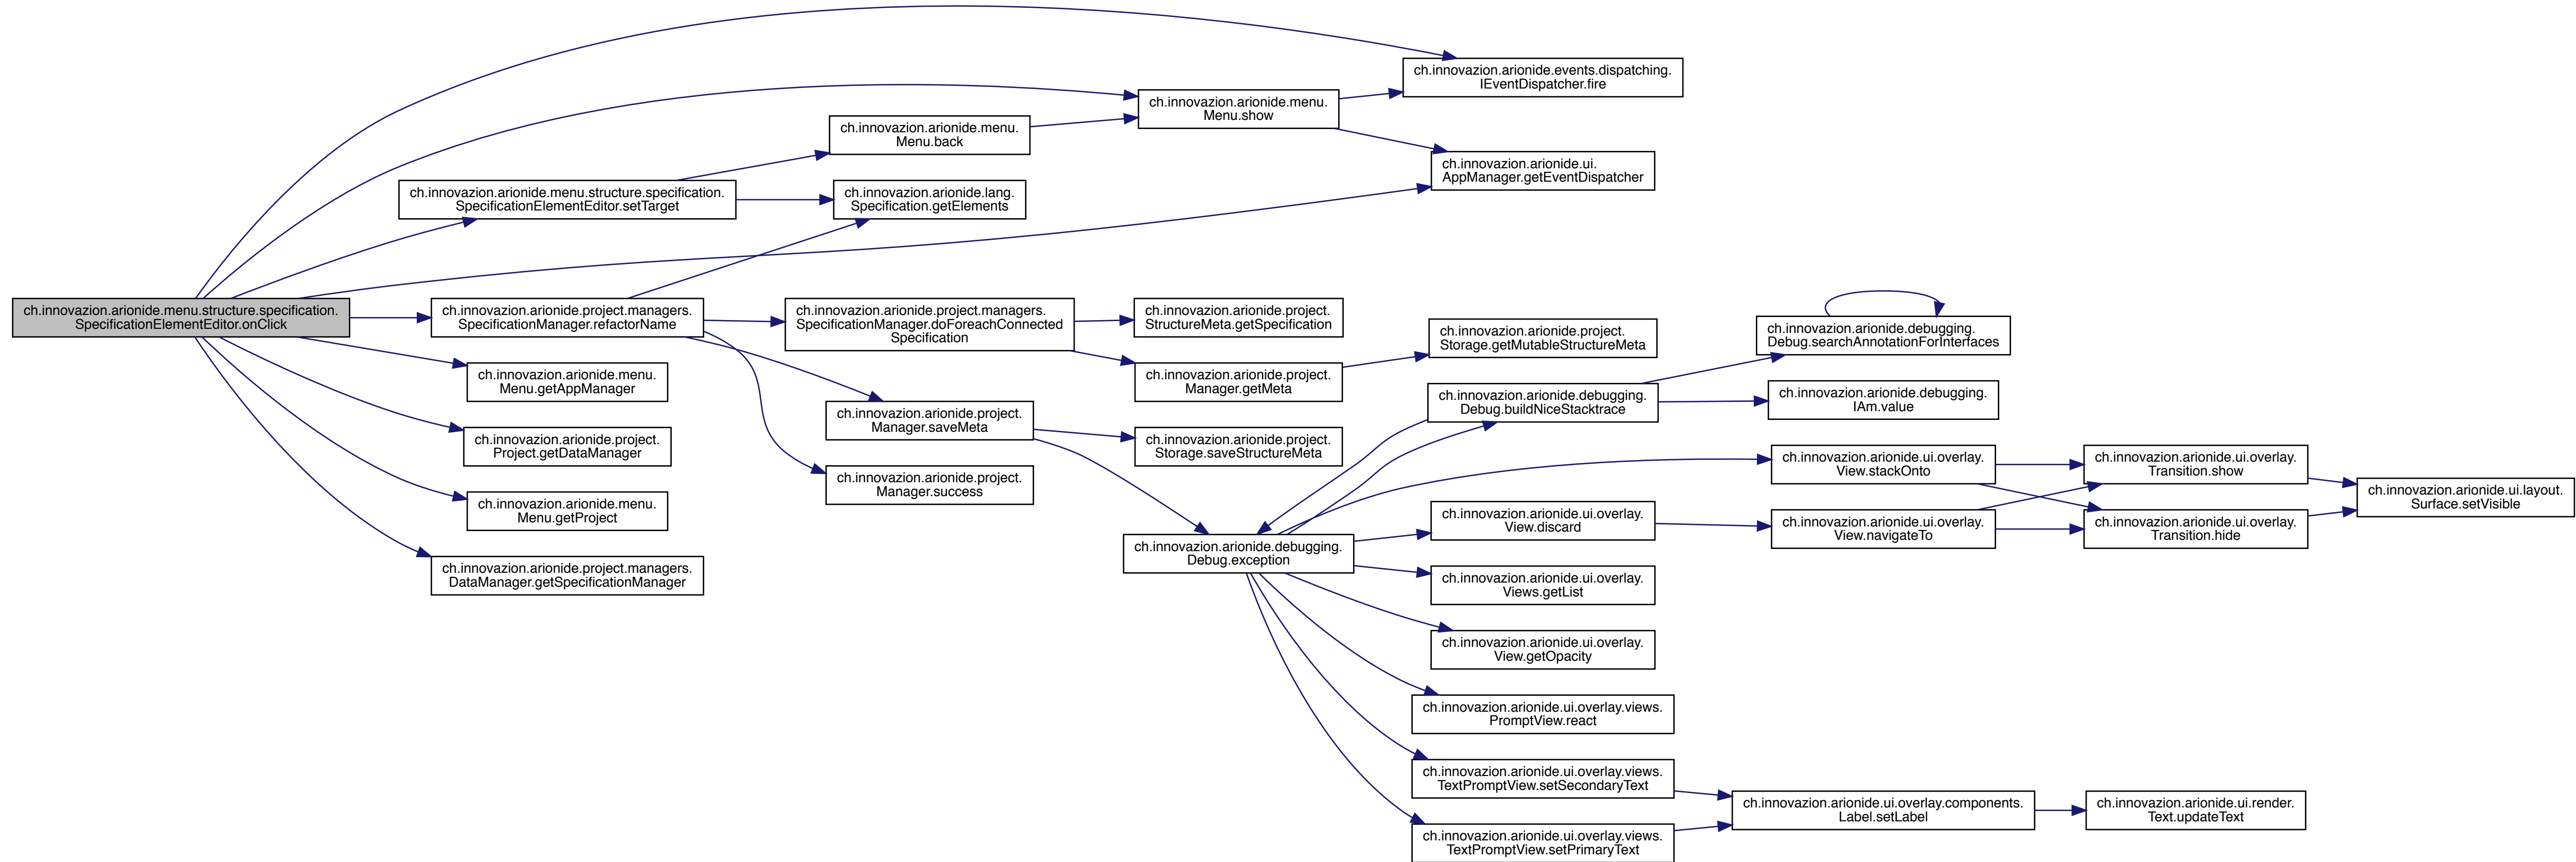 ch.innovazion.arionide.events.dispatching.
IEventDispatcher.fire
ch.innovazion.arionide.menu.
Menu.show
ch.innovazion.arionide.menu.
Menu.back
ch.innovazion.arionide.ui.
AppManager.getEventDispatcher
ch.innovazion.arionide.menu.structure.specification.
SpecificationElementEditor.setTarget
ch.innovazion.arionide.lang.
Specification.getElements
ch.innovazion.arionide.menu.structure.specification.
SpecificationElementEditor.onClick
ch.innovazion.arionide.project.managers.
SpecificationManager.refactorName
ch.innovazion.arionide.project.managers.
SpecificationManager.doForeachConnected
Specification
ch.innovazion.arionide.project.
StructureMeta.getSpecification
ch.innovazion.arionide.project.
Storage.getMutableStructureMeta
ch.innovazion.arionide.debugging.
Debug.searchAnnotationForInterfaces
ch.innovazion.arionide.menu.
Menu.getAppManager
ch.innovazion.arionide.project.
Manager.getMeta
ch.innovazion.arionide.debugging.
Debug.buildNiceStacktrace
ch.innovazion.arionide.debugging.
IAm.value
ch.innovazion.arionide.project.
Manager.saveMeta
ch.innovazion.arionide.project.
Project.getDataManager
ch.innovazion.arionide.project.
Storage.saveStructureMeta
ch.innovazion.arionide.ui.overlay.
View.stackOnto
ch.innovazion.arionide.ui.overlay.
Transition.show
ch.innovazion.arionide.project.
Manager.success
ch.innovazion.arionide.ui.layout.
Surface.setVisible
ch.innovazion.arionide.menu.
Menu.getProject
ch.innovazion.arionide.ui.overlay.
View.discard
ch.innovazion.arionide.ui.overlay.
View.navigateTo
ch.innovazion.arionide.ui.overlay.
Transition.hide
ch.innovazion.arionide.debugging.
Debug.exception
ch.innovazion.arionide.project.managers.
DataManager.getSpecificationManager
ch.innovazion.arionide.ui.overlay.
Views.getList
ch.innovazion.arionide.ui.overlay.
View.getOpacity
ch.innovazion.arionide.ui.overlay.views.
PromptView.react
ch.innovazion.arionide.ui.overlay.views.
TextPromptView.setSecondaryText
ch.innovazion.arionide.ui.overlay.components.
Label.setLabel
ch.innovazion.arionide.ui.render.
Text.updateText
ch.innovazion.arionide.ui.overlay.views.
TextPromptView.setPrimaryText